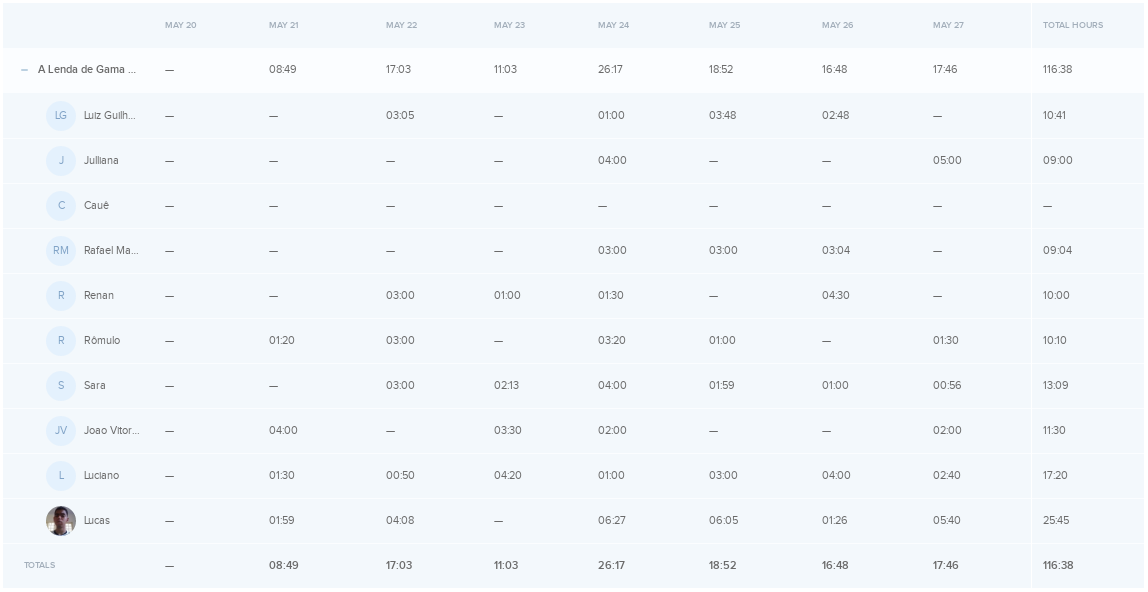 MAY 20 MAY 21 MAY 22 MAY 23 MAY 24 MAY 25 MAY 26 MAY 27 TOTAL HOURS
– A Lenda de Gama ... — 08:49 17:03 11:03 26:17 18:52 16:48 17:46 116:38
LG Luiz Guilh... — — 03:05 — 01:00 03:48 02:48 — 10:41
J Julliana — — — — 04:00 — — 05:00 09:00
C Cauê — — — — — — — — —
RM Rafael Ma... — — — — 03:00 03:00 03:04 — 09:04
R Renan — — 03:00 01:00 01:30 — 04:30 — 10:00
R Rômulo — 01:20 03:00 — 03:20 01:00 — 01:30 10:10
S Sara — — 03:00 02:13 04:00 01:59 01:00 00:56 13:09
JV Joao Vitor... — 04:00 — 03:30 02:00 — — 02:00 11:30
L Luciano — 01:30 00:50 04:20 01:00 03:00 04:00 02:40 17:20
Lucas — 01:59 04:08 — 06:27 06:05 01:26 05:40 25:45
TOTALS — 08:49 17:03 11:03 26:17 18:52 16:48 17:46 116:38